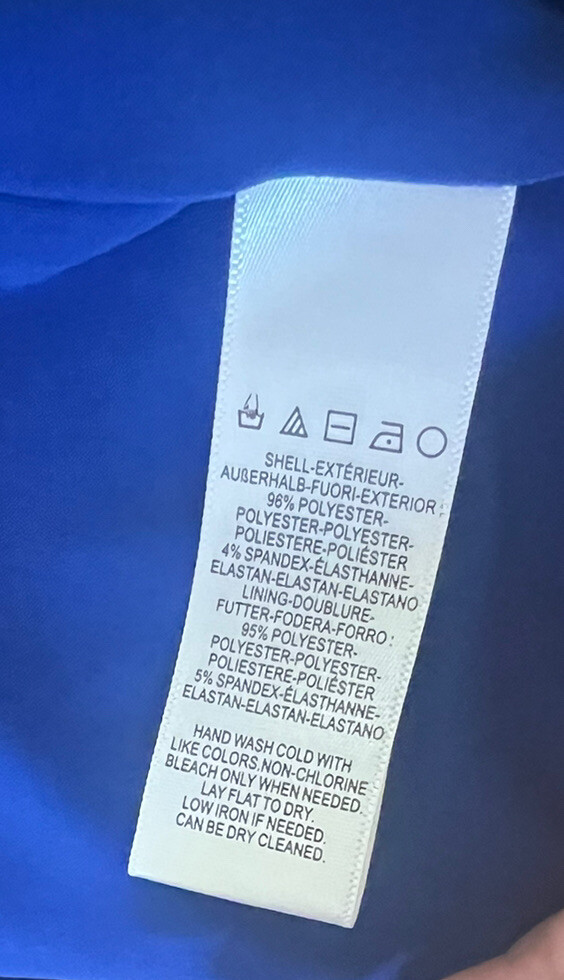 SHELL-EXTÉRIEUR-
AUßERHALB-FUORI-EXTERIOR:
96% POLYESTER-
POLYESTER-POLYESTER-
POLIESTERE-POLIÉSTER
4% SPANDEX-ÉLASTHANNE-
ELASTAN-ELASTAN-ELASTANO
LINING-DOUBLURE-
FUTTER-FODERA-FORRO:
95% POLYESTER-
POLYESTER-POLYESTER-
POLIESTERE-POLIÉSTER
5% SPANDEX-ÉLASTHANNE-
ELASTAN-ELASTAN-ELASTANO
HAND WASH COLD WITH
LIKE COLORS.NON-CHLORINE
BLEACH ONLY WHEN NEEDED.
LAY FLAT TO DRY.
LOW IRON IF NEEDED.
CAN BE DRY CLEANED.